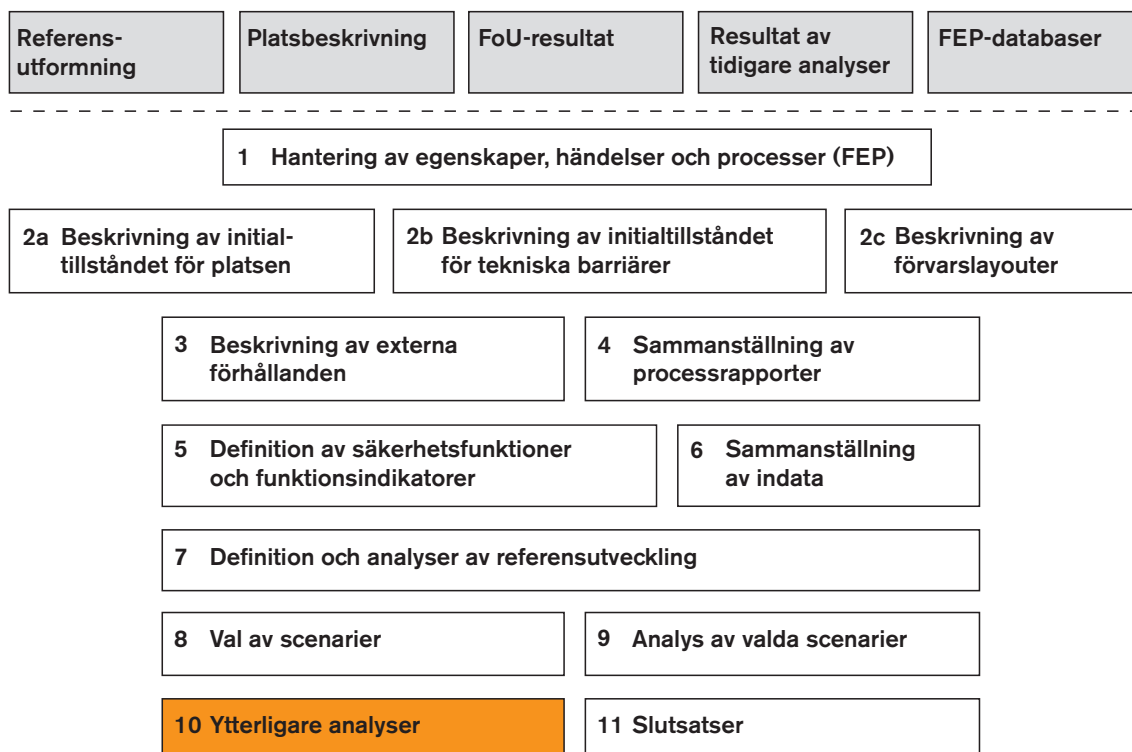 Referens-
utformning
Platsbeskrivning
FoU-resultat
Resultat av
tidigare analyser
FEP-databaser
1 Hantering av egenskaper, händelser och processer (FEP)
2a Beskrivning av initial-
tillståndet för platsen
2b Beskrivning av initialtillståndet
för tekniska barriärer
2c Beskrivning av
förvarslayouter
3 Beskrivning av externa
förhållanden
4 Sammanställning av
processrapporter
5 Definition av säkerhetsfunktioner
och funktionsindikatorer
6 Sammanställning
av indata
7 Definition och analyser av referensutveckling
8 Val av scenarier
9 Analys av valda scenarier
10 Ytterligare analyser
11 Slutsatser